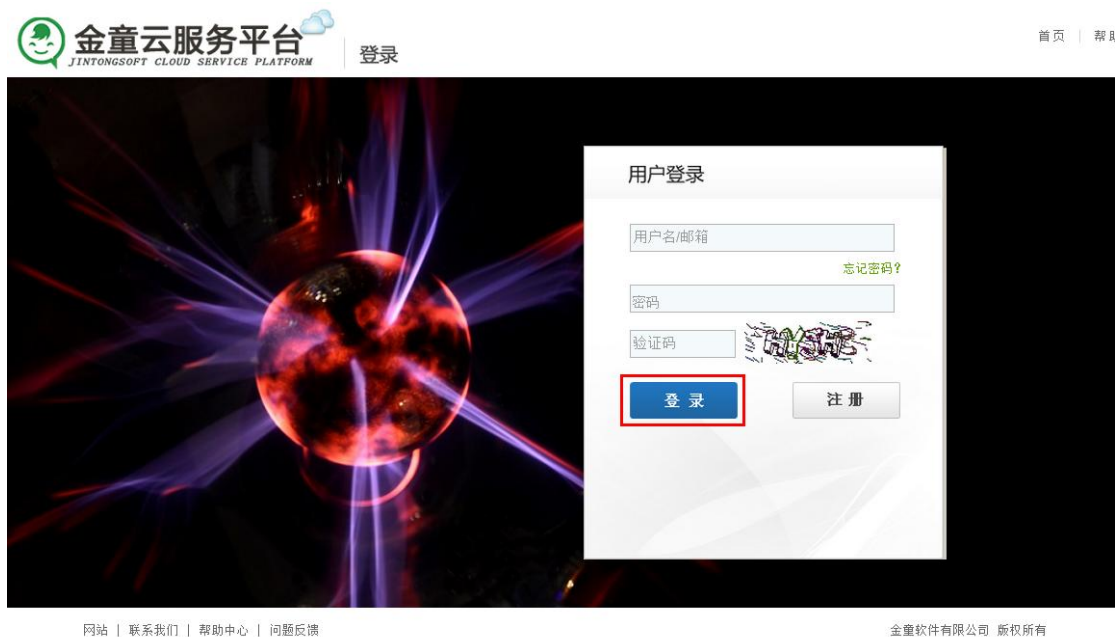 金童云服务平台
JINTONGSOFT CLOUD SERVICE PLATFORM
登录
首页 | 帮助
用户登录
用户名/邮箱
忘记密码?
密码
验证码
登 录 注 册
网站 | 联系我们 | 帮助中心 | 问题反馈
金童软件有限公司 版权所有